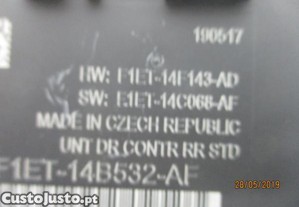 190517
HW: F1ET-14F143-AD
SW: F1ET-14C068-AF
MADE IN CZECH REPUBLIC
UNT DR CONTR RR STD
F1ET-14B532-AF
28/05/2019
CustoJusto.pt